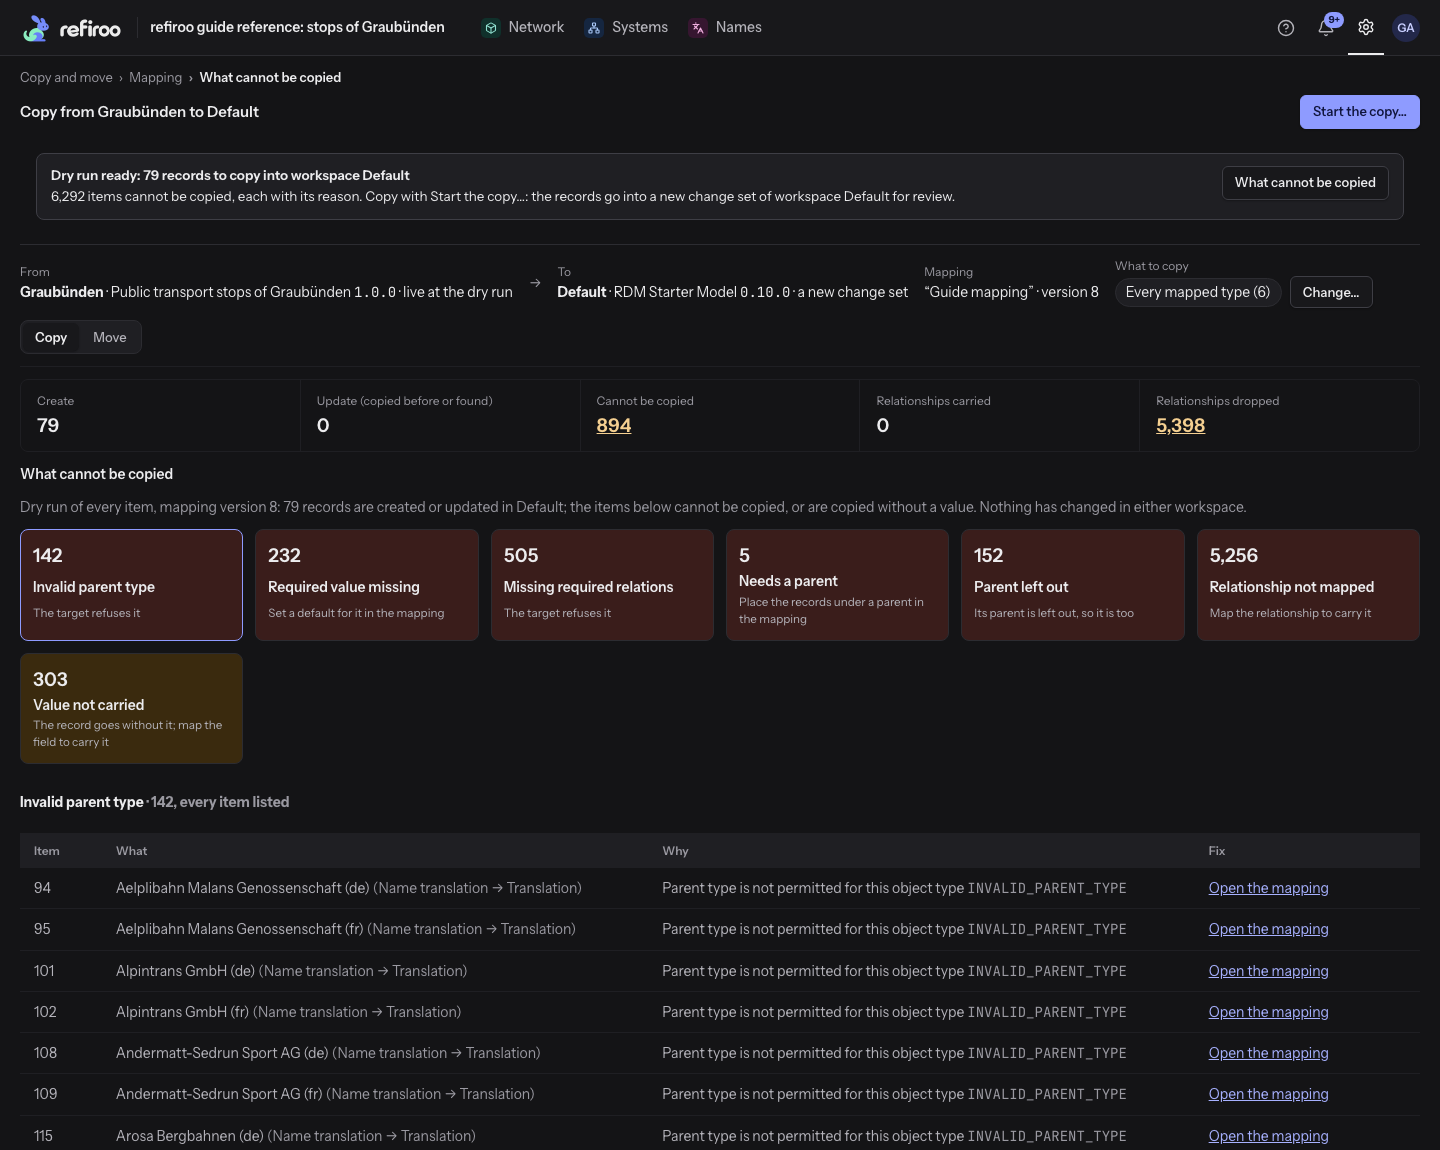 refiroo
refiroo guide reference: stops of Graubünden
Network
Systems
Names
9+
GA
Copy and move › Mapping › What cannot be copied
Copy from Graubünden to Default
Start the copy...
Dry run ready: 79 records to copy into workspace Default
6,292 items cannot be copied, each with its reason. Copy with Start the copy...: the records go into a new change set of workspace Default for review.
What cannot be copied
From
Graubünden · Public transport stops of Graubünden 1.0.0 · live at the dry run
→
To
Default · RDM Starter Model 0.10.0 · a new change set
Mapping
“Guide mapping” · version 8
What to copy
Every mapped type (6)
Change...
Copy
Move
Create
79
Update (copied before or found)
0
Cannot be copied
894
Relationships carried
0
Relationships dropped
5,398
What cannot be copied
Dry run of every item, mapping version 8: 79 records are created or updated in Default; the items below cannot be copied, or are copied without a value. Nothing has changed in either workspace.
142
Invalid parent type
The target refuses it
232
Required value missing
Set a default for it in the mapping
505
Missing required relations
The target refuses it
5
Needs a parent
Place the records under a parent in
the mapping
152
Parent left out
Its parent is left out, so it is too
5,256
Relationship not mapped
Map the relationship to carry it
303
Value not carried
The record goes without it; map the
field to carry it
Invalid parent type · 142, every item listed
Item What Why Fix
94 Aelplibahn Malans Genossenschaft (de) (Name translation → Translation) Parent type is not permitted for this object type INVALID_PARENT_TYPE Open the mapping
95 Aelplibahn Malans Genossenschaft (fr) (Name translation → Translation) Parent type is not permitted for this object type INVALID_PARENT_TYPE Open the mapping
101 Alpintrans GmbH (de) (Name translation → Translation) Parent type is not permitted for this object type INVALID_PARENT_TYPE Open the mapping
102 Alpintrans GmbH (fr) (Name translation → Translation) Parent type is not permitted for this object type INVALID_PARENT_TYPE Open the mapping
108 Andermatt-Sedrun Sport AG (de) (Name translation → Translation) Parent type is not permitted for this object type INVALID_PARENT_TYPE Open the mapping
109 Andermatt-Sedrun Sport AG (fr) (Name translation → Translation) Parent type is not permitted for this object type INVALID_PARENT_TYPE Open the mapping
115 Arosa Bergbahnen (de) (Name translation → Translation) Parent type is not permitted for this object type INVALID_PARENT_TYPE Open the mapping